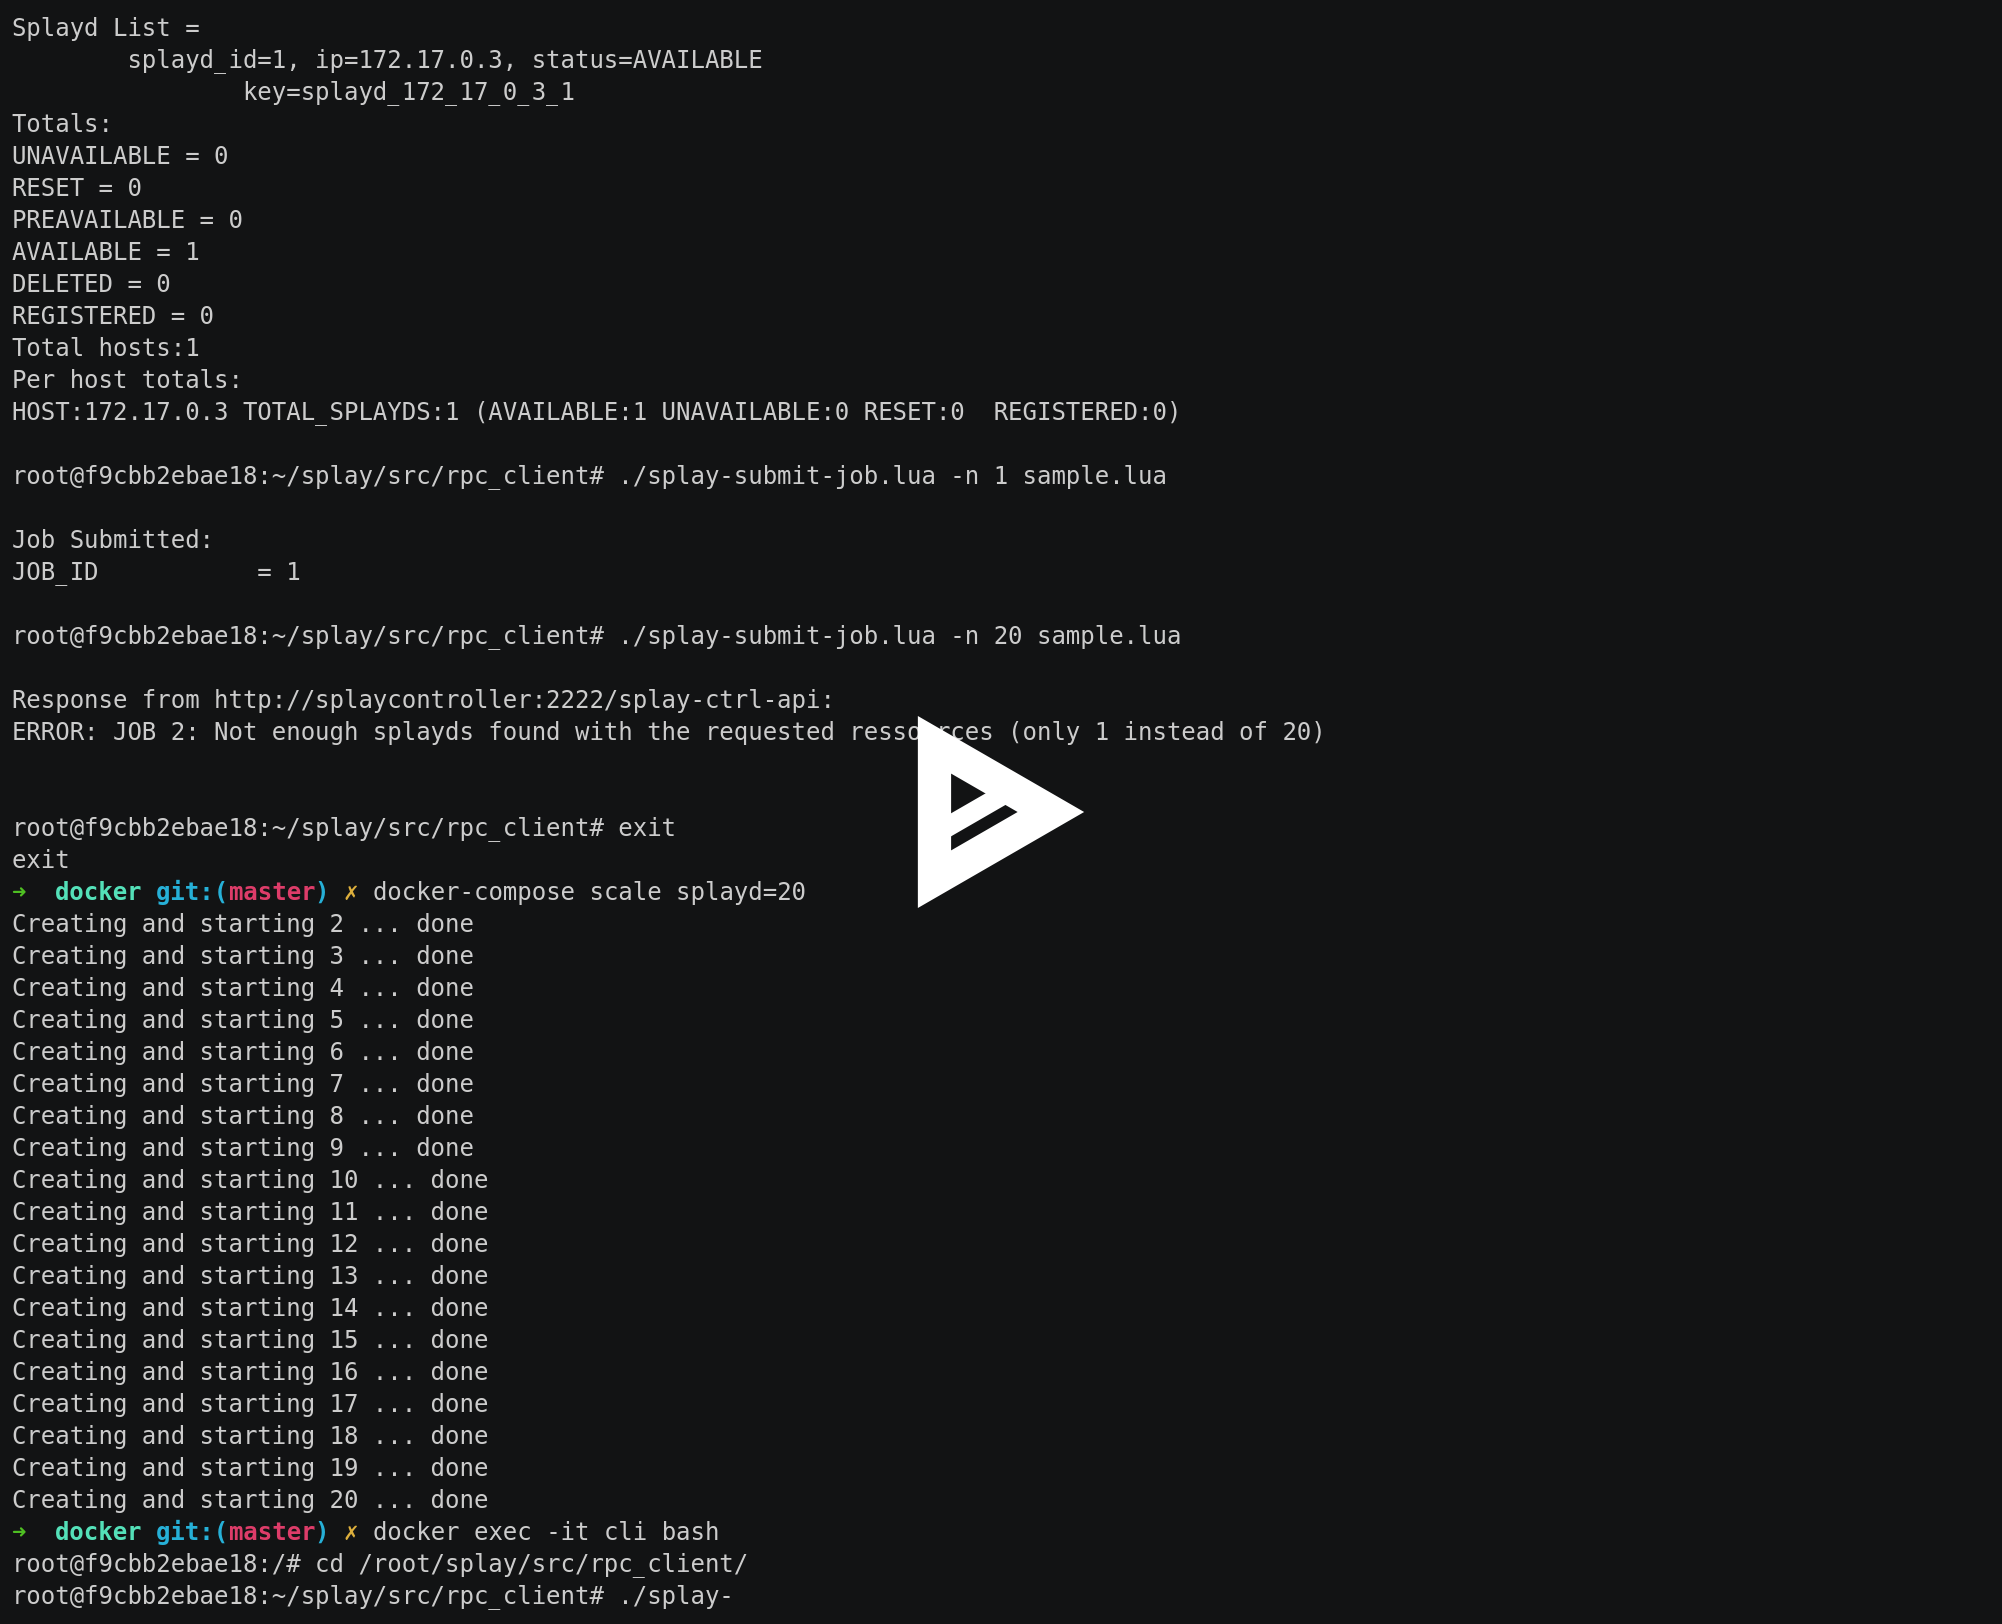 Splayd List =
        splayd_id=1, ip=172.17.0.3, status=AVAILABLE
                key=splayd_172_17_0_3_1
Totals:
UNAVAILABLE = 0
RESET = 0
PREAVAILABLE = 0
AVAILABLE = 1
DELETED = 0
REGISTERED = 0
Total hosts:1
Per host totals:
HOST:172.17.0.3 TOTAL_SPLAYDS:1 (AVAILABLE:1 UNAVAILABLE:0 RESET:0  REGISTERED:0)
root@f9cbb2ebae18:~/splay/src/rpc_client# ./splay-submit-job.lua -n 1 sample.lua
Job Submitted:
JOB_ID           = 1
root@f9cbb2ebae18:~/splay/src/rpc_client# ./splay-submit-job.lua -n 20 sample.lua
Response from http://splaycontroller:2222/splay-ctrl-api:
ERROR: JOB 2: Not enough splayds found with the requested ressources (only 1 instead of 20)
root@f9cbb2ebae18:~/splay/src/rpc_client# exit
exit
➜  docker git:(master) ✗ docker-compose scale splayd=20
Creating and starting 2 ... done
Creating and starting 3 ... done
Creating and starting 4 ... done
Creating and starting 5 ... done
Creating and starting 6 ... done
Creating and starting 7 ... done
Creating and starting 8 ... done
Creating and starting 9 ... done
Creating and starting 10 ... done
Creating and starting 11 ... done
Creating and starting 12 ... done
Creating and starting 13 ... done
Creating and starting 14 ... done
Creating and starting 15 ... done
Creating and starting 16 ... done
Creating and starting 17 ... done
Creating and starting 18 ... done
Creating and starting 19 ... done
Creating and starting 20 ... done
➜  docker git:(master) ✗ docker exec -it cli bash
root@f9cbb2ebae18:/# cd /root/splay/src/rpc_client/
root@f9cbb2ebae18:~/splay/src/rpc_client# ./splay-